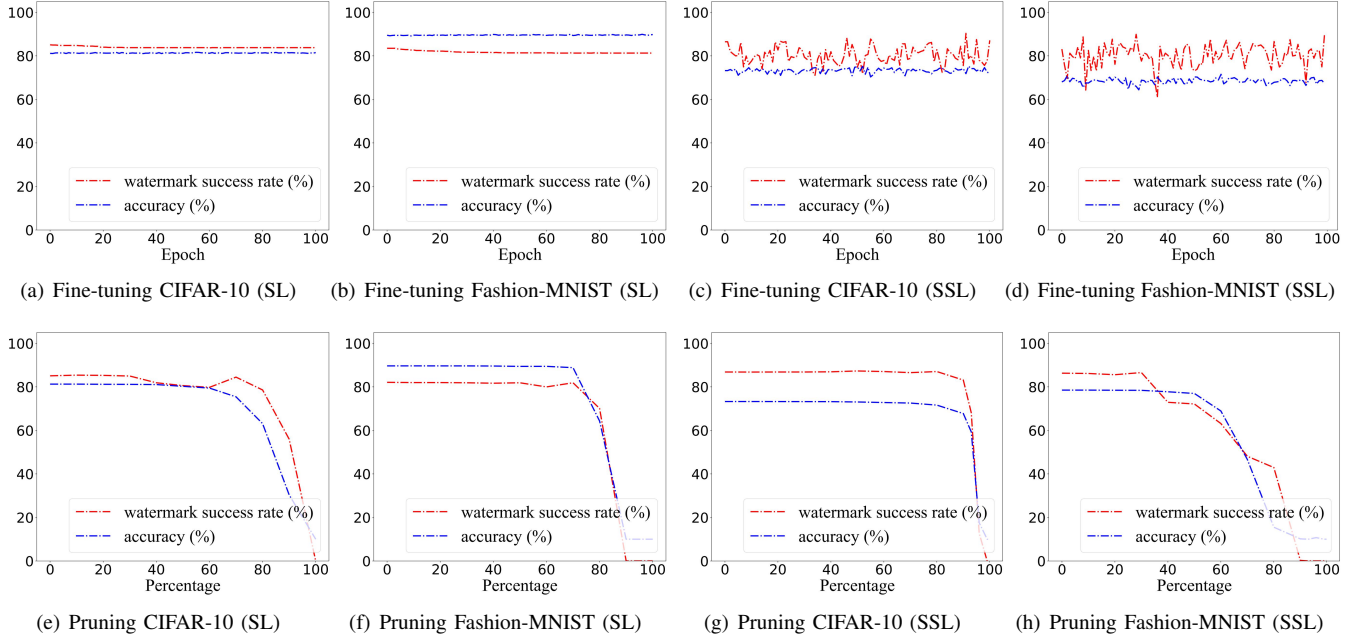 100
80
60
40
20
0
0 20 40 60 80 100
Epoch
watermark success rate (%)
accuracy (%)
(a) Fine-tuning CIFAR-10 (SL)
100
80
60
40
20
0
0 20 40 60 80 100
Epoch
watermark success rate (%)
accuracy (%)
(b) Fine-tuning Fashion-MNIST (SL)
100
80
60
40
20
0
0 20 40 60 80 100
Epoch
watermark success rate (%)
accuracy (%)
(c) Fine-tuning CIFAR-10 (SSL)
100
80
60
40
20
0
0 20 40 60 80 100
Epoch
watermark success rate (%)
accuracy (%)
(d) Fine-tuning Fashion-MNIST (SSL)
100
80
60
40
20
0
0 20 40 60 80 100
Percentage
watermark success rate (%)
accuracy (%)
(e) Pruning CIFAR-10 (SL)
100
80
60
40
20
0
0 20 40 60 80 100
Percentage
watermark success rate (%)
accuracy (%)
(f) Pruning Fashion-MNIST (SL)
100
80
60
40
20
0
0 20 40 60 80 100
Percentage
watermark success rate (%)
accuracy (%)
(g) Pruning CIFAR-10 (SSL)
100
80
60
40
20
0
0 20 40 60 80 100
Percentage
watermark success rate (%)
accuracy (%)
(h) Pruning Fashion-MNIST (SSL)